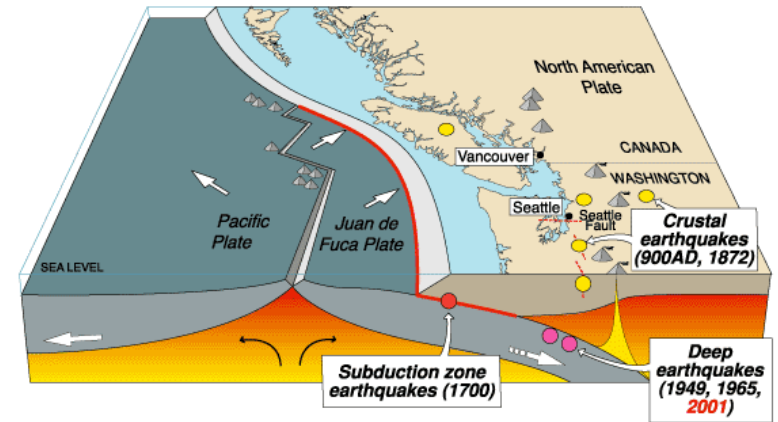 North American
Plate
CANADA
Vancouver
WASHINGTON
Seattle
Seattle
Fault
Crustal
earthquakes
(900AD, 1872)
Pacific
Plate
Juan de
Fuca Plate
SEA LEVEL
Subduction zone
earthquakes (1700)
Deep
earthquakes
(1949, 1965,
2001)